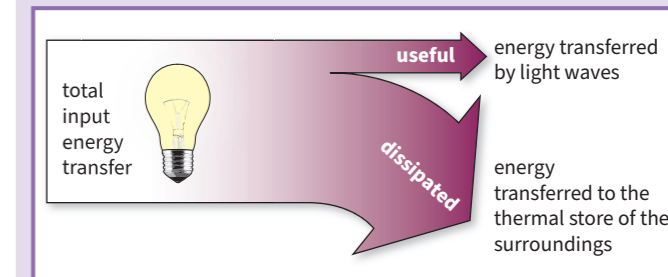 total
input
energy
transfer
useful
energy transferred
by light waves
dissipated
energy
transferred to the
thermal store of the
surroundings